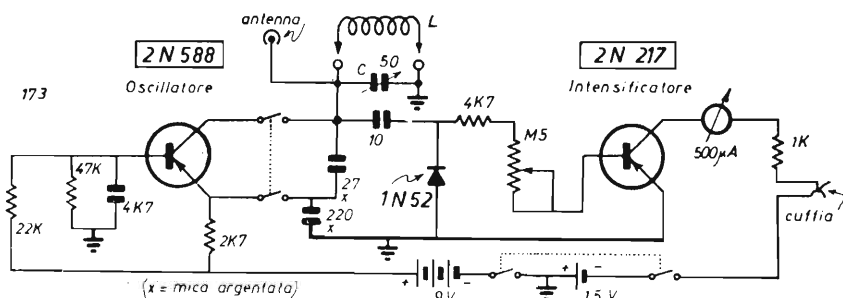 antenna
L
2N588
Oscillatore
C
50
2N217
Intensificatore
173
4K7
M5
500µA
1K
10
47K
4K7
27
x
1N52
220
x
22K
2K7
cuffia
+
-
+
-
9V
1.5V
(x = mica argentata)